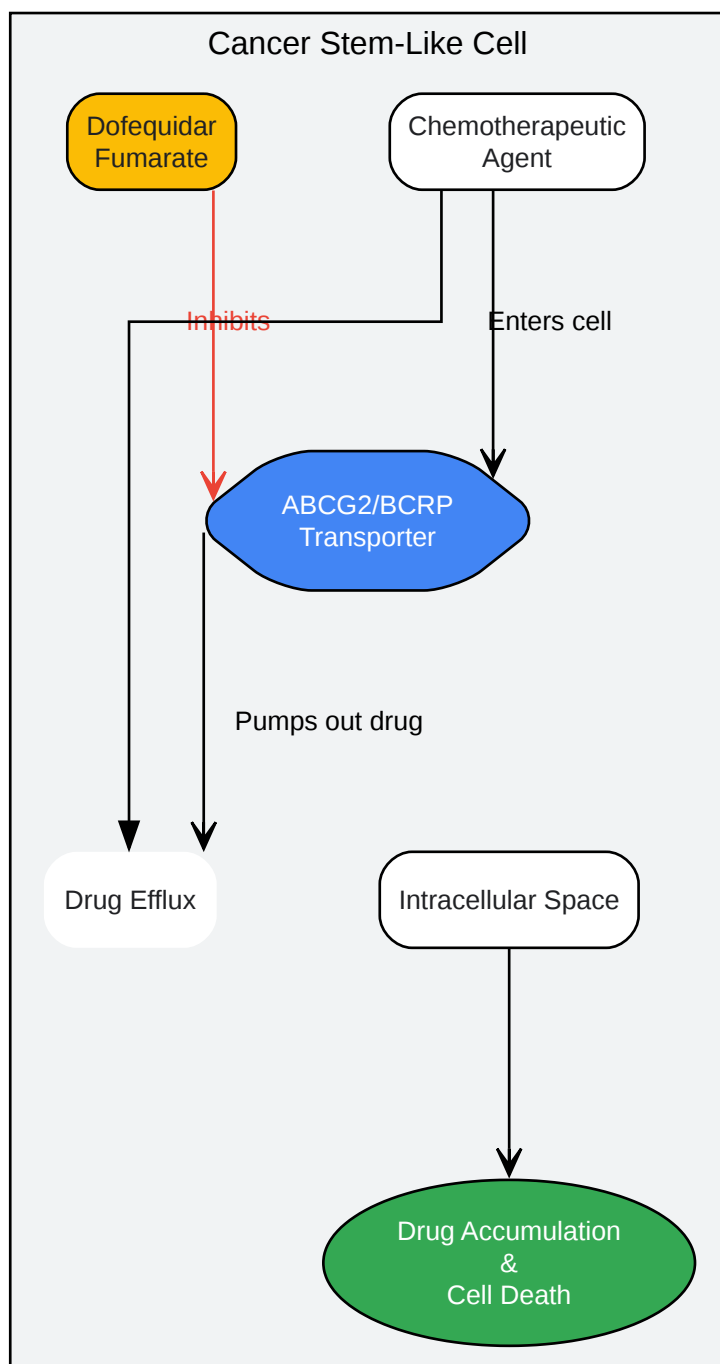 Cancer Stem-Like Cell
Dofequidar
Fumarate
Chemotherapeutic
Agent
Inhibits
Enters cell
ABCG2/BCRP
Transporter
Pumps out drug
Drug Efflux
Intracellular Space
Drug Accumulation
&
Cell Death